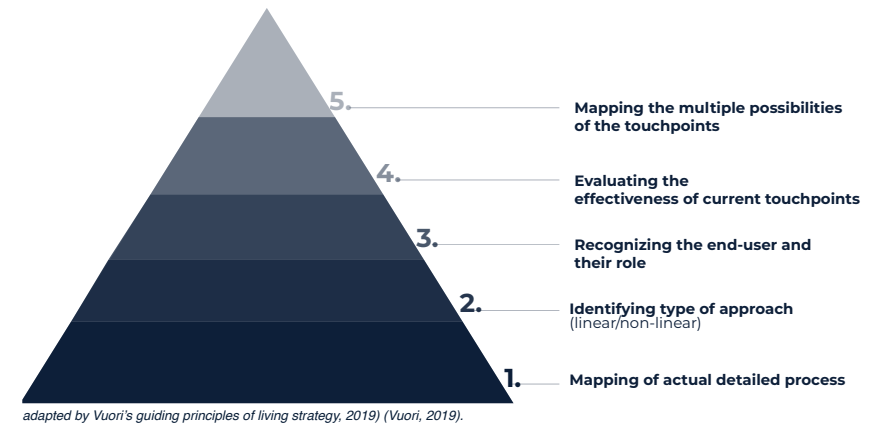 5.
Mapping the multiple possibilities
of the touchpoints
4.
Evaluating the
effectiveness of current touchpoints
3.
Recognizing the end-user and
their role
2.
Identifying type of approach
(linear/non-linear)
1.
Mapping of actual detailed process
adapted by Vuori's guiding principles of living strategy, 2019) (Vuori, 2019).